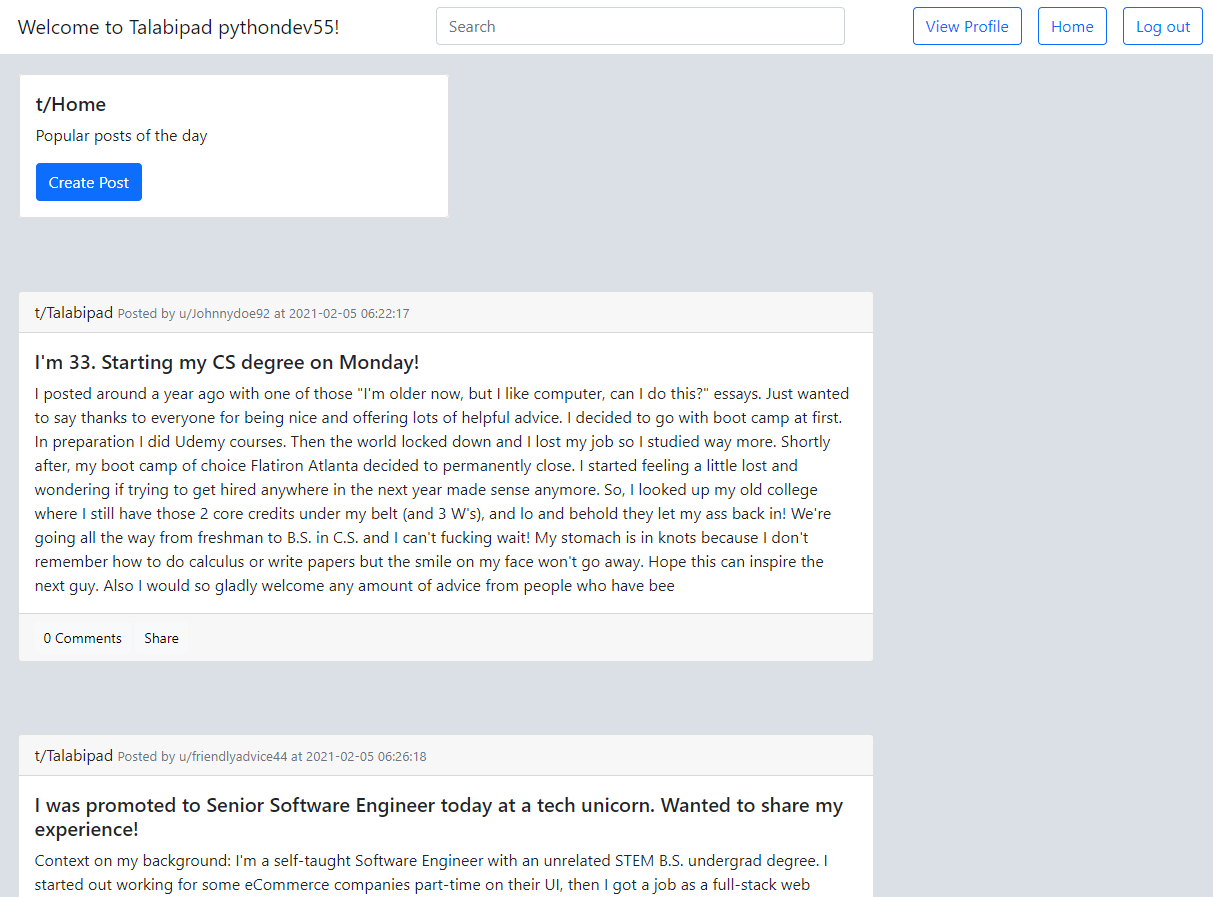 Welcome to Talabipad pythondev55!
Search
View Profile
Home
Log out
t/Home
Popular posts of the day
Create Post
t/Talabipad Posted by u/Johnnydoe92 at 2021-02-05 06:22:17
I'm 33. Starting my CS degree on Monday!
I posted around a year ago with one of those "I'm older now, but I like computer, can I do this?" essays. Just wanted
to say thanks to everyone for being nice and offering lots of helpful advice. I decided to go with boot camp at first.
In preparation I did Udemy courses. Then the world locked down and I lost my job so I studied way more. Shortly
after, my boot camp of choice Flatiron Atlanta decided to permanently close. I started feeling a little lost and
wondering if trying to get hired anywhere in the next year made sense anymore. So, I looked up my old college
where I still have those 2 core credits under my belt (and 3 W's), and lo and behold they let my ass back in! We're
going all the way from freshman to B.S. in C.S. and I can't fucking wait! My stomach is in knots because I don't
remember how to do calculus or write papers but the smile on my face won't go away. Hope this can inspire the
next guy. Also I would so gladly welcome any amount of advice from people who have bee
0 Comments
Share
t/Talabipad Posted by u/friendlyadvice44 at 2021-02-05 06:26:18
I was promoted to Senior Software Engineer today at a tech unicorn. Wanted to share my
experience!
Context on my background: I'm a self-taught Software Engineer with an unrelated STEM B.S. undergrad degree. I
started out working for some eCommerce companies part-time on their UI, then I got a job as a full-stack web